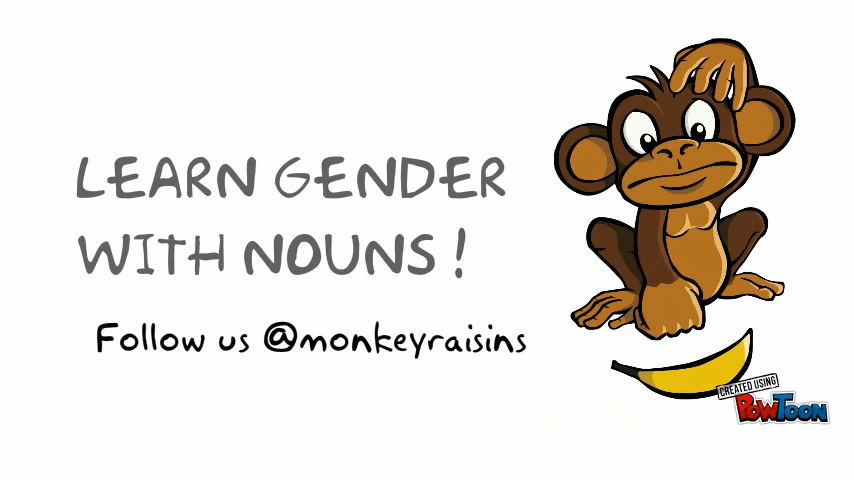 LEARN GENDER
WITH NOUNS !
Follow us @monkeyraisins
CREATED USING
POWTOON